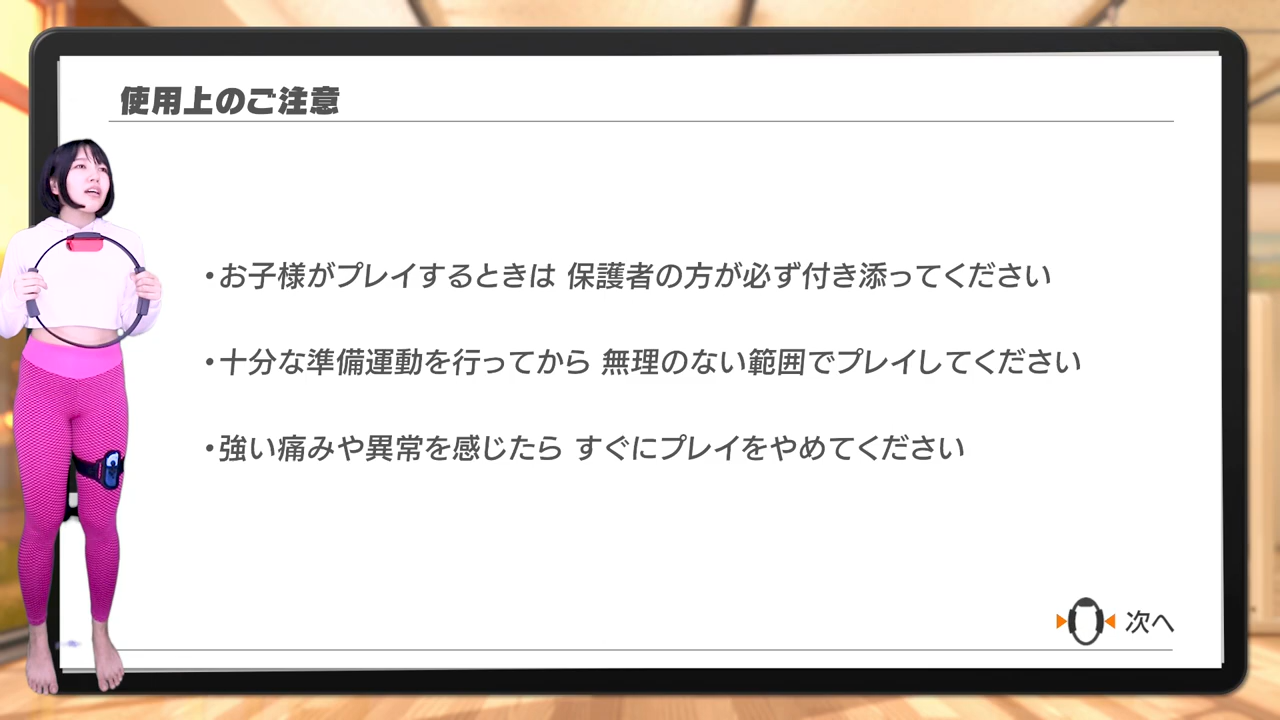 使用上のご注意
・お子様がプレイするときは 保護者の方が必ず付き添ってください
・十分な準備運動を行ってから 無理のない範囲でプレイしてください
・強い痛みや異常を感じたら すぐにプレイをやめてください
次へ